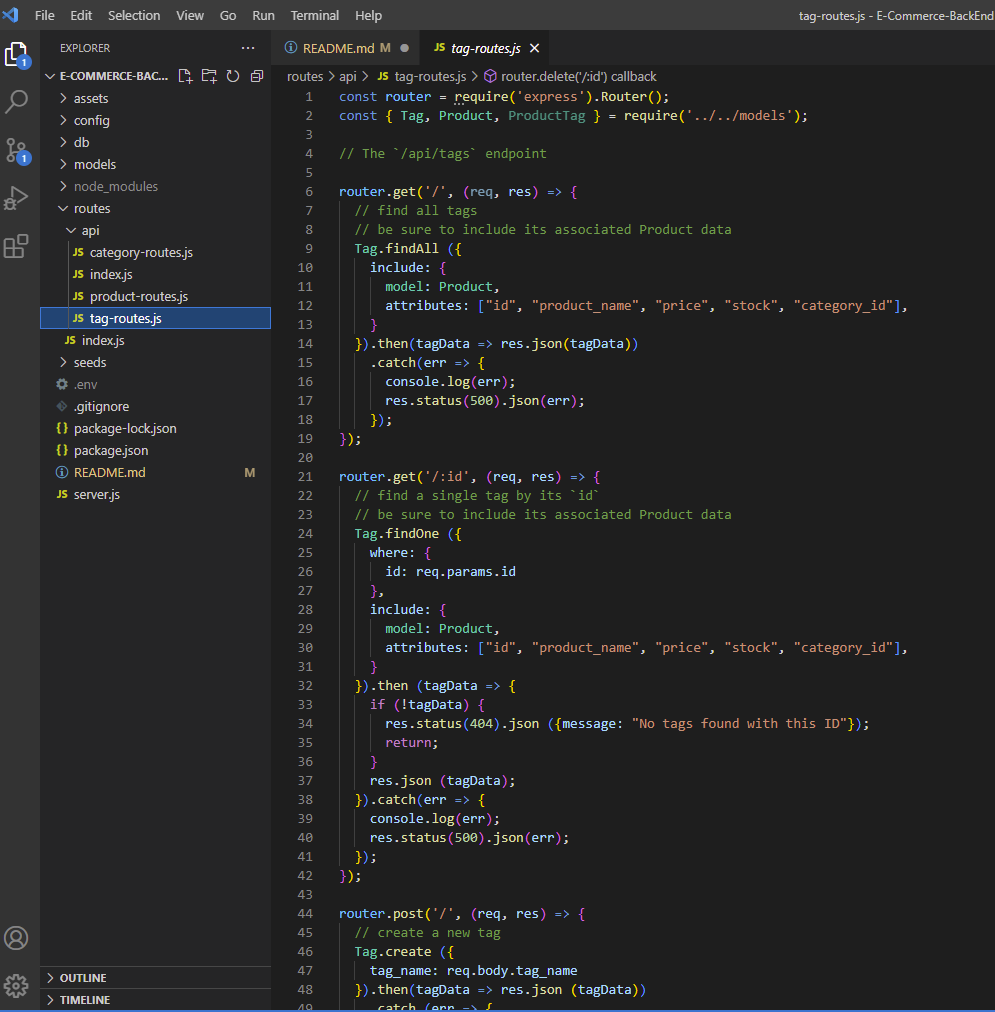 File Edit Selection View Go Run Terminal Help tag-routes.js - E-Commerce-BackEnd
EXPLORER ...
1
1
E-COMMERCE-BAC...
assets
config
db
models
node_modules
routes
api
JS category-routes.js
JS index.js
JS product-routes.js
JS tag-routes.js
JS index.js
seeds
.env
.gitignore
{} package-lock.json
{} package.json
README.md M
JS server.js
OUTLINE
TIMELINE
README.md M ● JS tag-routes.js ×
routes > api > JS tag-routes.js > router.delete('/:id') callback
1 const router = require('express').Router();
2 const { Tag, Product, ProductTag } = require('../../models');
3
4 // The `/api/tags` endpoint
5
6 router.get('/', (req, res) => {
7   // find all tags
8   // be sure to include its associated Product data
9   Tag.findAll ({
10     include: {
11       model: Product,
12       attributes: ["id", "product_name", "price", "stock", "category_id"],
13     }
14   }).then(tagData => res.json(tagData))
15     .catch(err => {
16       console.log(err);
17       res.status(500).json(err);
18     });
19 });
20
21 router.get('/:id', (req, res) => {
22   // find a single tag by its `id`
23   // be sure to include its associated Product data
24   Tag.findOne ({
25     where: {
26       id: req.params.id
27     },
28     include: {
29       model: Product,
30       attributes: ["id", "product_name", "price", "stock", "category_id"],
31     }
32   }).then (tagData => {
33     if (!tagData) {
34       res.status(404).json ({message: "No tags found with this ID"});
35       return;
36     }
37     res.json (tagData);
38   }).catch(err => {
39     console.log(err);
40     res.status(500).json(err);
41   });
42 });
43
44 router.post('/', (req, res) => {
45   // create a new tag
46   Tag.create ({
47     tag_name: req.body.tag_name
48   }).then(tagData => res.json (tagData))
49     .catch (err => {